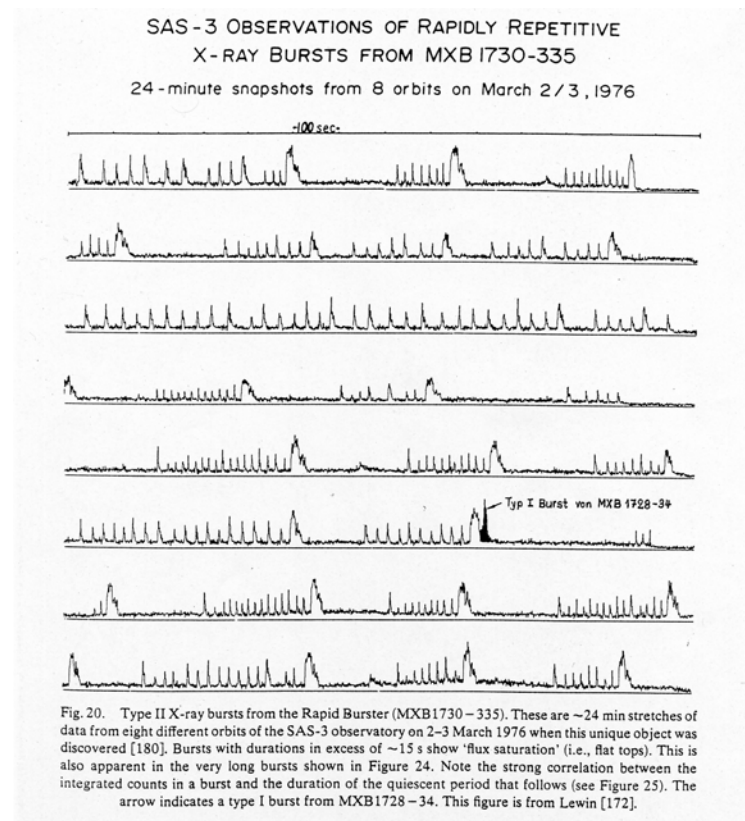 SAS-3 OBSERVATIONS OF RAPIDLY REPETITIVE
X-RAY BURSTS FROM MXB 1730-335
24-minute snapshots from 8 orbits on March 2/3, 1976
-100 sec-
Typ I Burst von MXB 1728-34
Fig. 20. Type II X-ray bursts from the Rapid Burster (MXB1730–335). These are ~24 min stretches of
data from eight different orbits of the SAS-3 observatory on 2–3 March 1976 when this unique object was
discovered [180]. Bursts with durations in excess of ~15 s show 'flux saturation' (i.e., flat tops). This is
also apparent in the very long bursts shown in Figure 24. Note the strong correlation between the
integrated counts in a burst and the duration of the quiescent period that follows (see Figure 25). The
arrow indicates a type I burst from MXB1728–34. This figure is from Lewin [172].